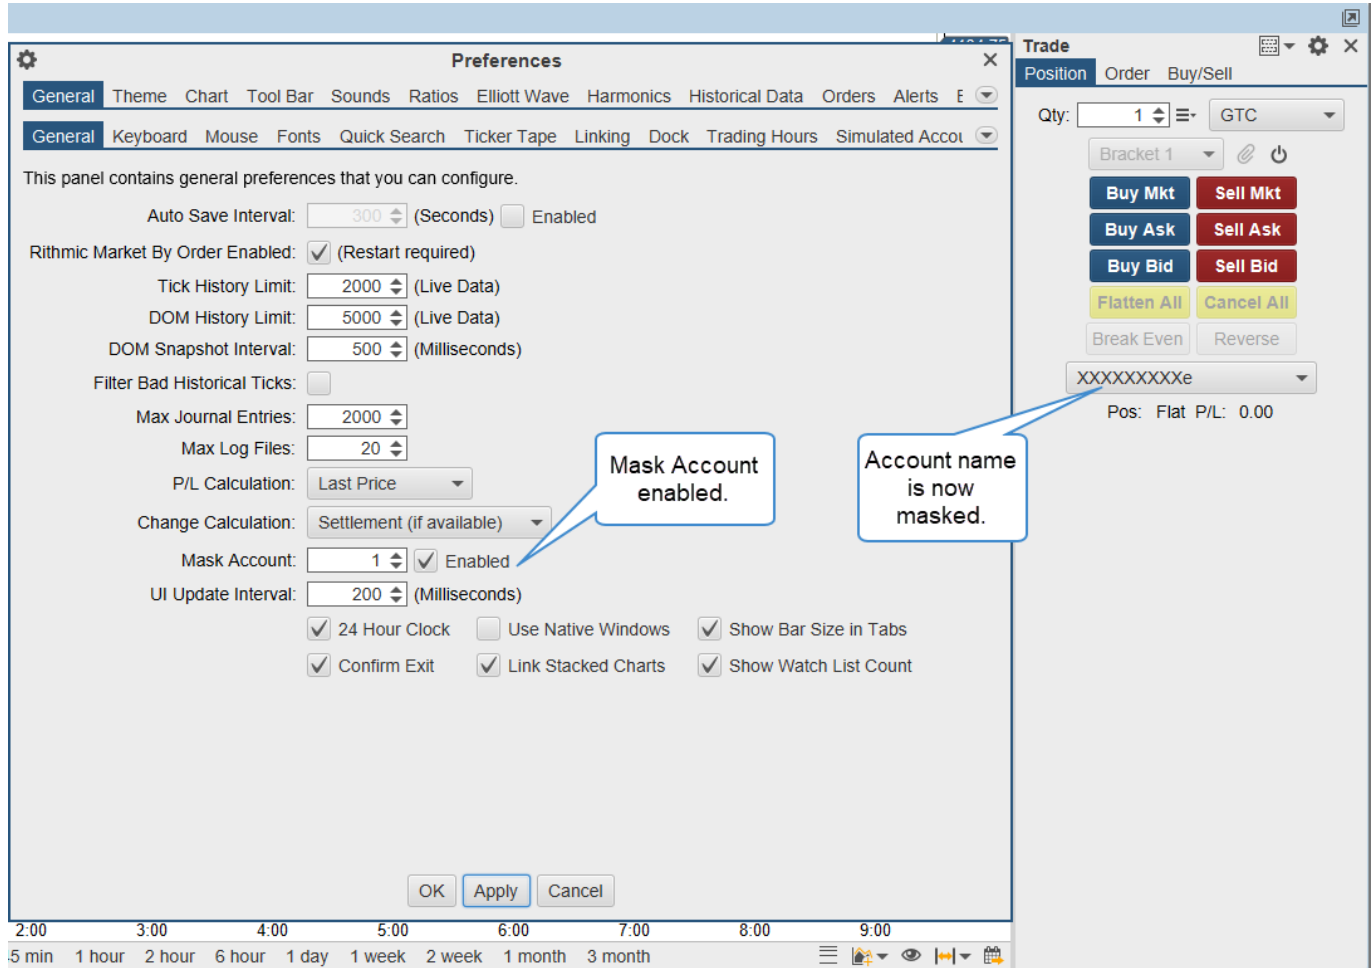 Preferences
General Theme Chart Tool Bar Sounds Ratios Elliott Wave Harmonics Historical Data Orders Alerts
General Keyboard Mouse Fonts Quick Search Ticker Tape Linking Dock Trading Hours Simulated Accou
This panel contains general preferences that you can configure.
Auto Save Interval: 300 (Seconds) Enabled
Rithmic Market By Order Enabled: (Restart required)
Tick History Limit: 2000 (Live Data)
DOM History Limit: 5000 (Live Data)
DOM Snapshot Interval: 500 (Milliseconds)
Filter Bad Historical Ticks:
Max Journal Entries: 2000
Max Log Files: 20
P/L Calculation: Last Price
Change Calculation: Settlement (if available)
Mask Account: 1 Enabled
UI Update Interval: 200 (Milliseconds)
24 Hour Clock Use Native Windows Show Bar Size in Tabs
Confirm Exit Link Stacked Charts Show Watch List Count
Mask Account
enabled.
OK Apply Cancel
2:00 3:00 4:00 5:00 6:00 7:00 8:00 9:00
45 min 1 hour 2 hour 6 hour 1 day 1 week 2 week 1 month 3 month
Trade
Position Order Buy/Sell
Qty: 1 GTC
Bracket 1
Buy Mkt Sell Mkt
Buy Ask Sell Ask
Buy Bid Sell Bid
Flatten All Cancel All
Break Even Reverse
XXXXXXXXXe
Pos: Flat P/L: 0.00
Account name
is now
masked.